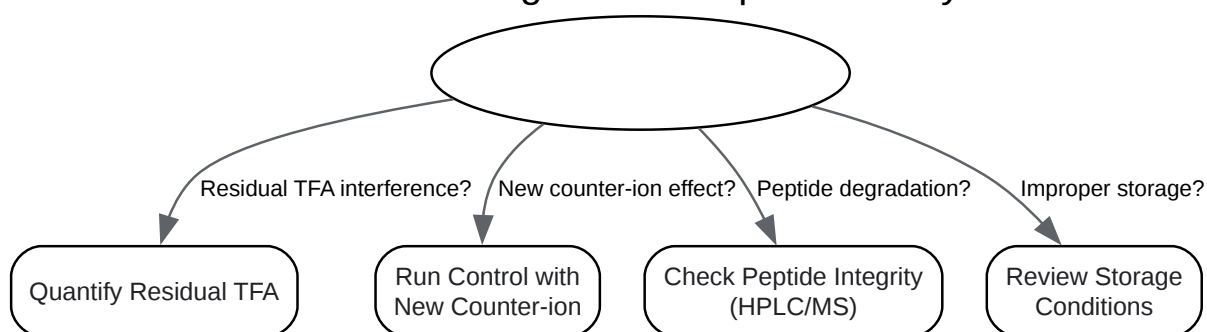 Residual TFA interference?
New counter-ion effect?
Peptide degradation?
Improper storage?
Quantify Residual TFA
Run Control with
New Counter-ion
Check Peptide Integrity
(HPLC/MS)
Review Storage
Conditions